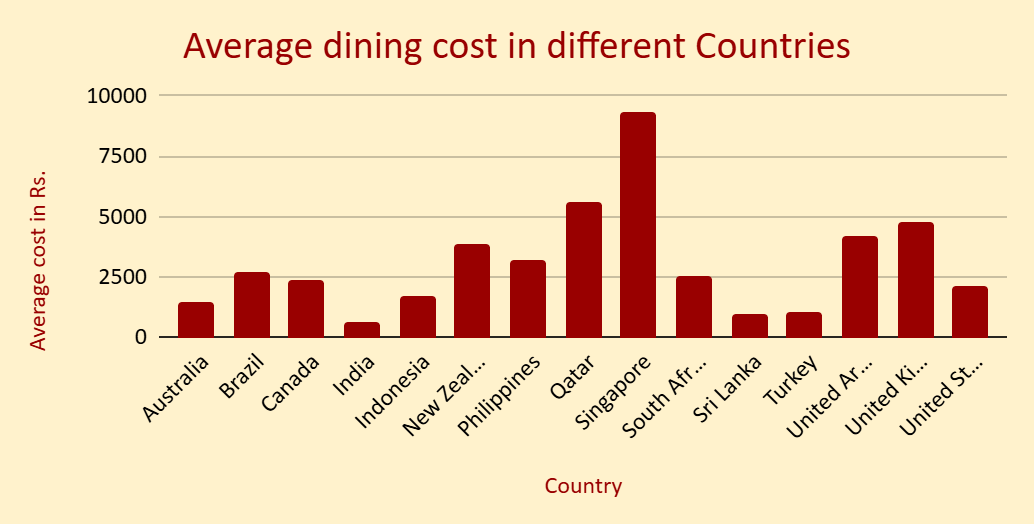 Average dining cost in different Countries
10000
7500
5000
2500
0
Average cost in Rs.
Australia
Brazil
Canada
India
Indonesia
New Zeal...
Philippines
Qatar
Singapore
South Afr...
Sri Lanka
Turkey
United Ar...
United Ki...
United St...
Country